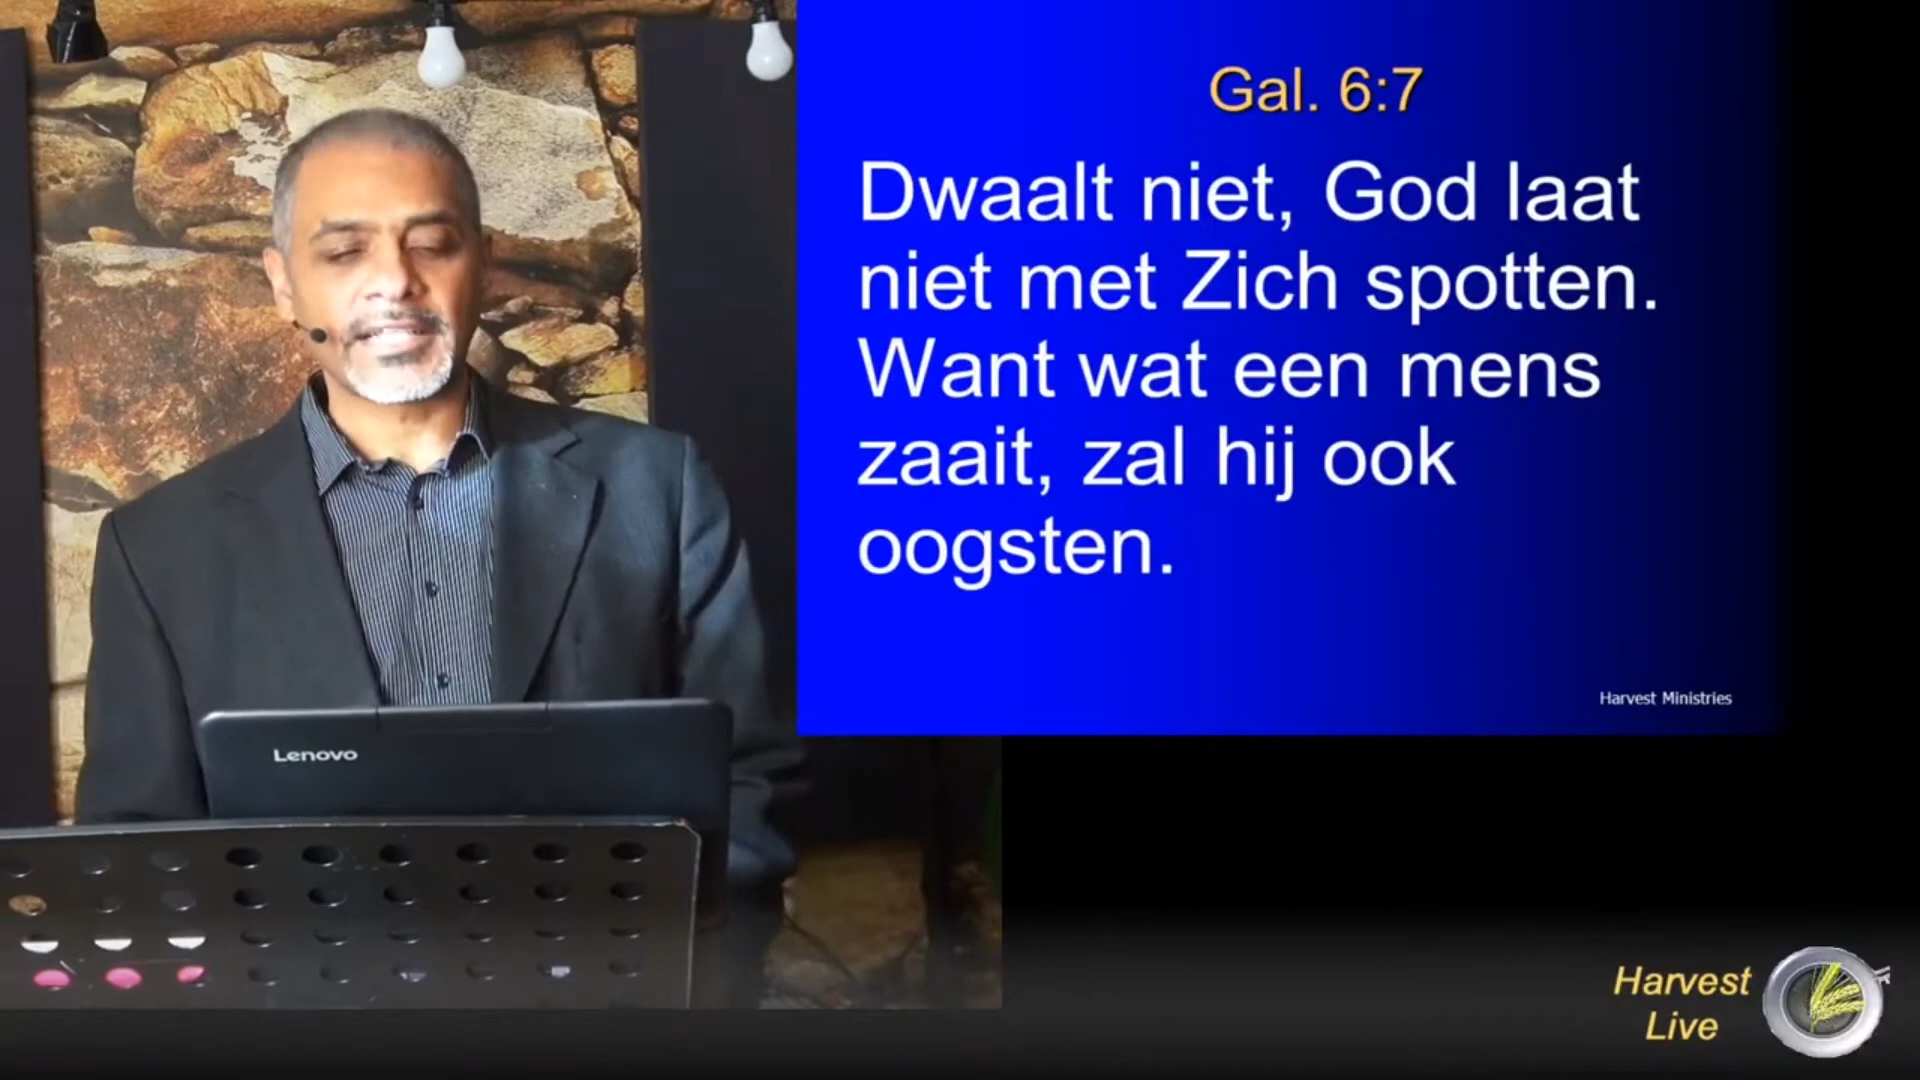 Gal. 6:7
Dwaalt niet, God laat
niet met Zich spotten.
Want wat een mens
zaait, zal hij ook
oogsten.
Harvest Ministries
Lenovo
Harvest
Live